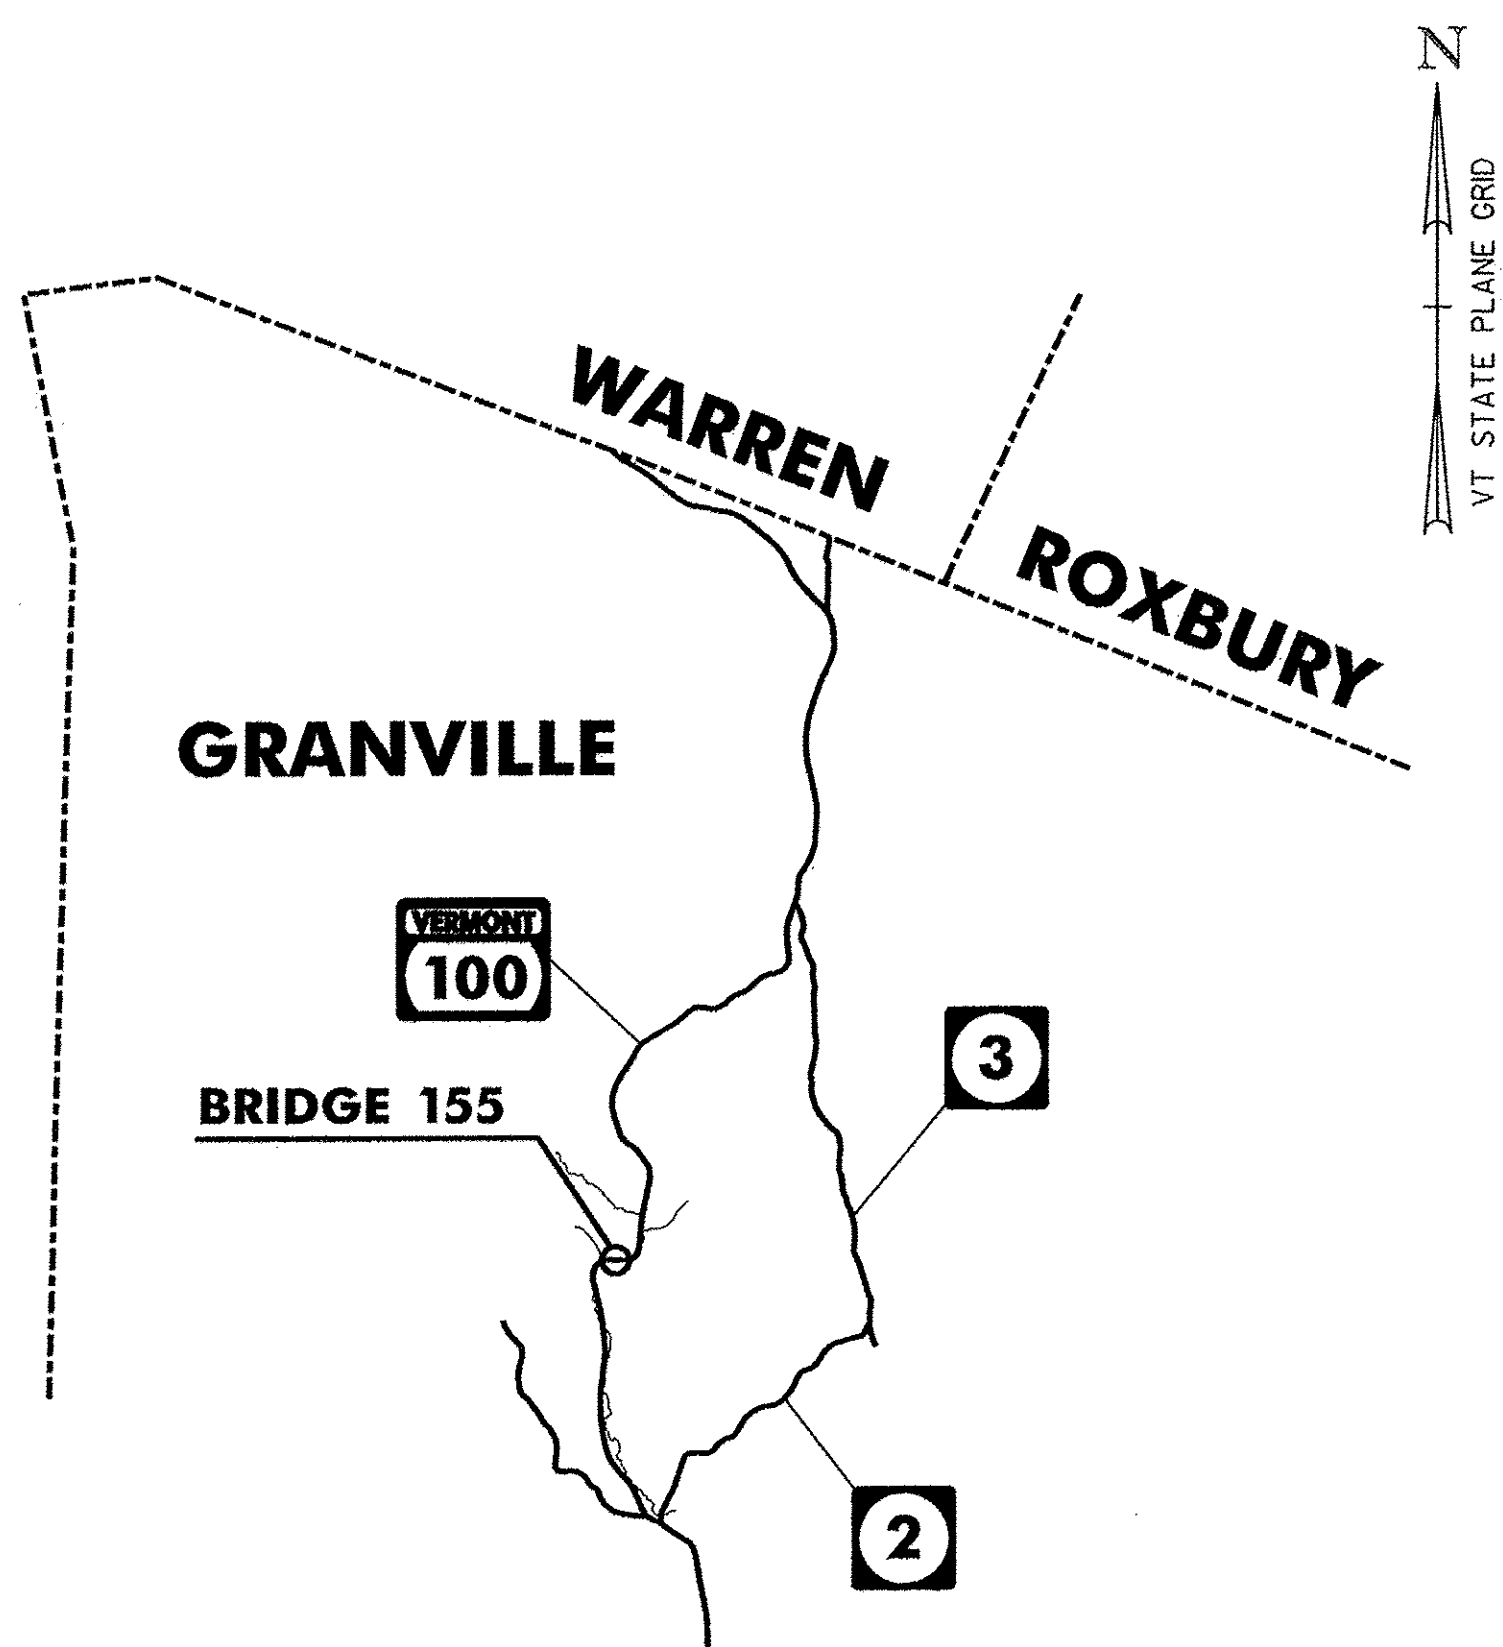 N
VT STATE PLANE GRID
WARREN
ROXBURY
GRANVILLE
VERMONT
100
3
BRIDGE 155
2